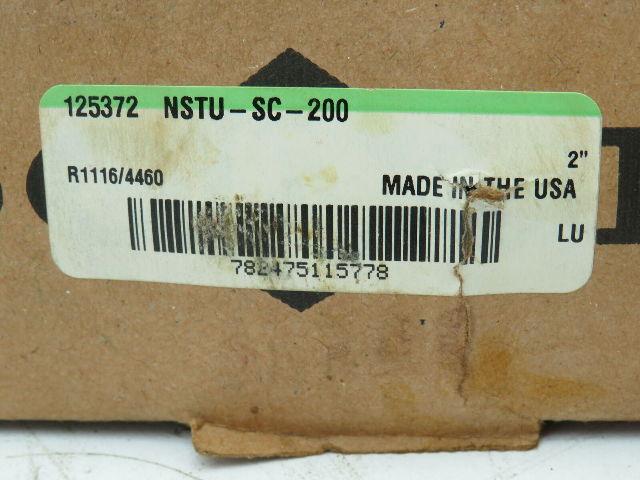 125372 NSTU-SC-200
2"
R1116/4460 MADE IN THE USA
LU
782475115778